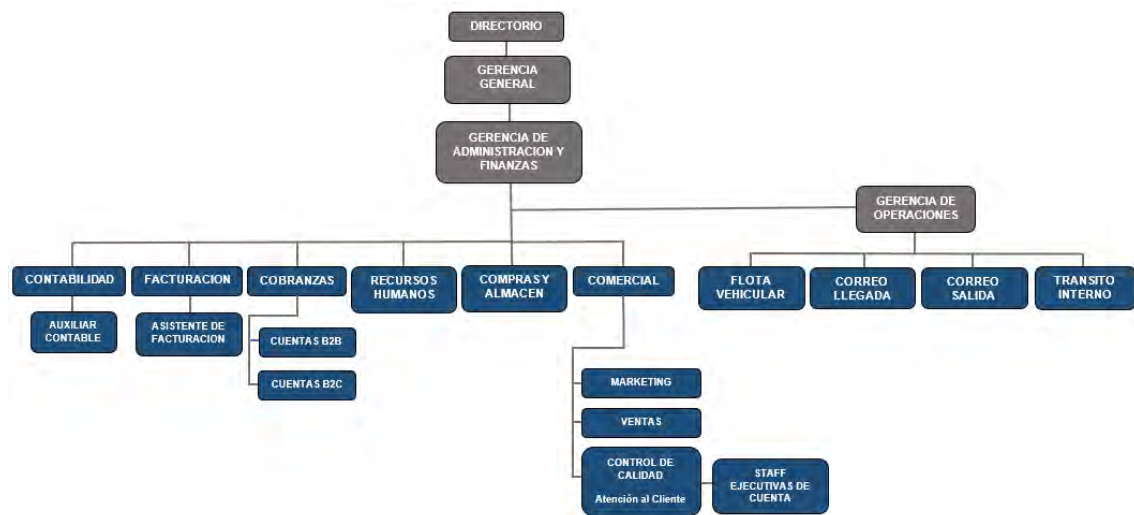 DIRECTORIO
GERENCIA
GENERAL
GERENCIA DE
ADMINISTRACION Y
FINANZAS
GERENCIA DE
OPERACIONES
CONTABILIDAD
FACTURACION
COBRANZAS
RECURSOS
HUMANOS
COMPRAS Y
ALMACEN
COMERCIAL
FLOTA
VEHICULAR
CORREO
LLEGADA
CORREO
SALIDA
TRANSITO
INTERNO
AUXILIAR
CONTABLE
ASISTENTE DE
FACTURACION
CUENTAS B2B
CUENTAS B2C
MARKETING
VENTAS
CONTROL DE
CALIDAD
Atención al Cliente
STAFF
EJECUTIVAS DE
CUENTA